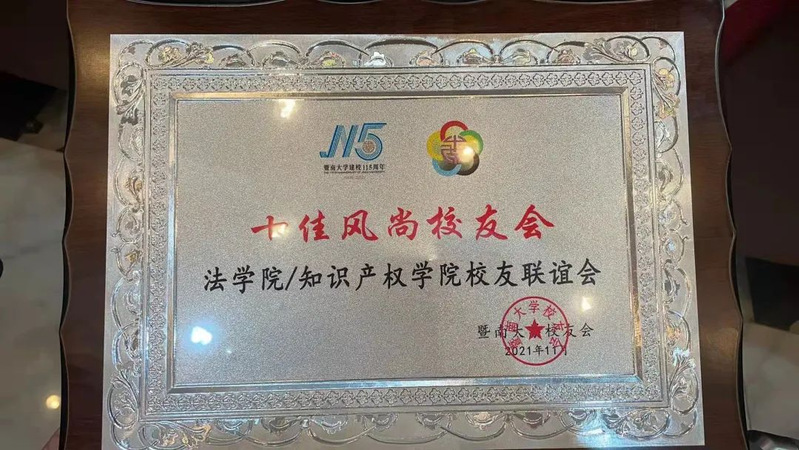 暨南大学建校115周年
十佳风尚校友会
法学院/知识产权学院校友联谊会
暨南大学校友会
2021年11月